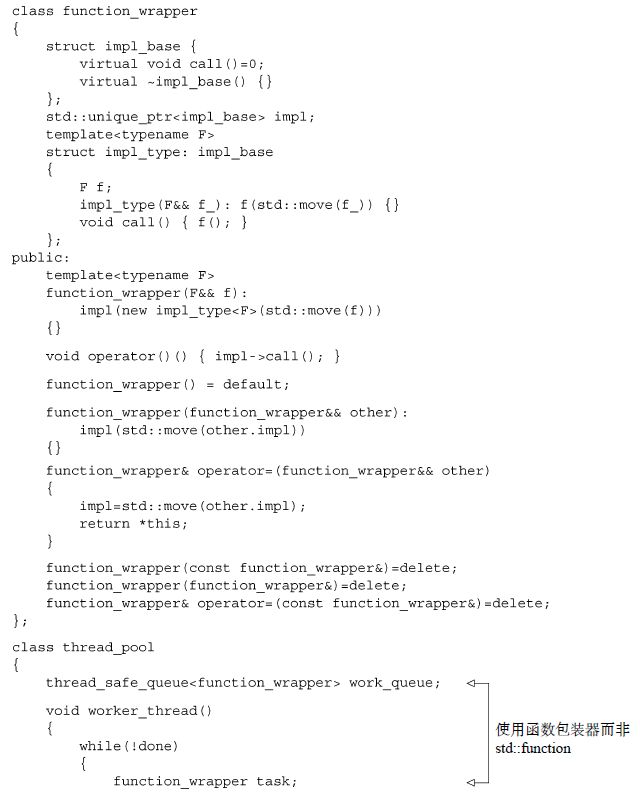 class function_wrapper
{
    struct impl_base {
        virtual void call()=0;
        virtual ~impl_base() {}
    };
    std::unique_ptr<impl_base> impl;
    template<typename F>
    struct impl_type: impl_base
    {
        F f;
        impl_type(F&& f_): f(std::move(f_)) {}
        void call() { f(); }
    };
public:
    template<typename F>
    function_wrapper(F&& f):
        impl(new impl_type<F>(std::move(f)))
    {}
    void operator()() { impl->call(); }
    function_wrapper() = default;
    function_wrapper(function_wrapper&& other):
        impl(std::move(other.impl))
    {}
    function_wrapper& operator=(function_wrapper&& other)
    {
        impl=std::move(other.impl);
        return *this;
    }
    function_wrapper(const function_wrapper&)=delete;
    function_wrapper(function_wrapper&)=delete;
    function_wrapper& operator=(const function_wrapper&)=delete;
};
class thread_pool
{
    thread_safe_queue<function_wrapper> work_queue;
    void worker_thread()
    {
        while(!done)
        {
            function_wrapper task;
使用函数包装器而非
std::function